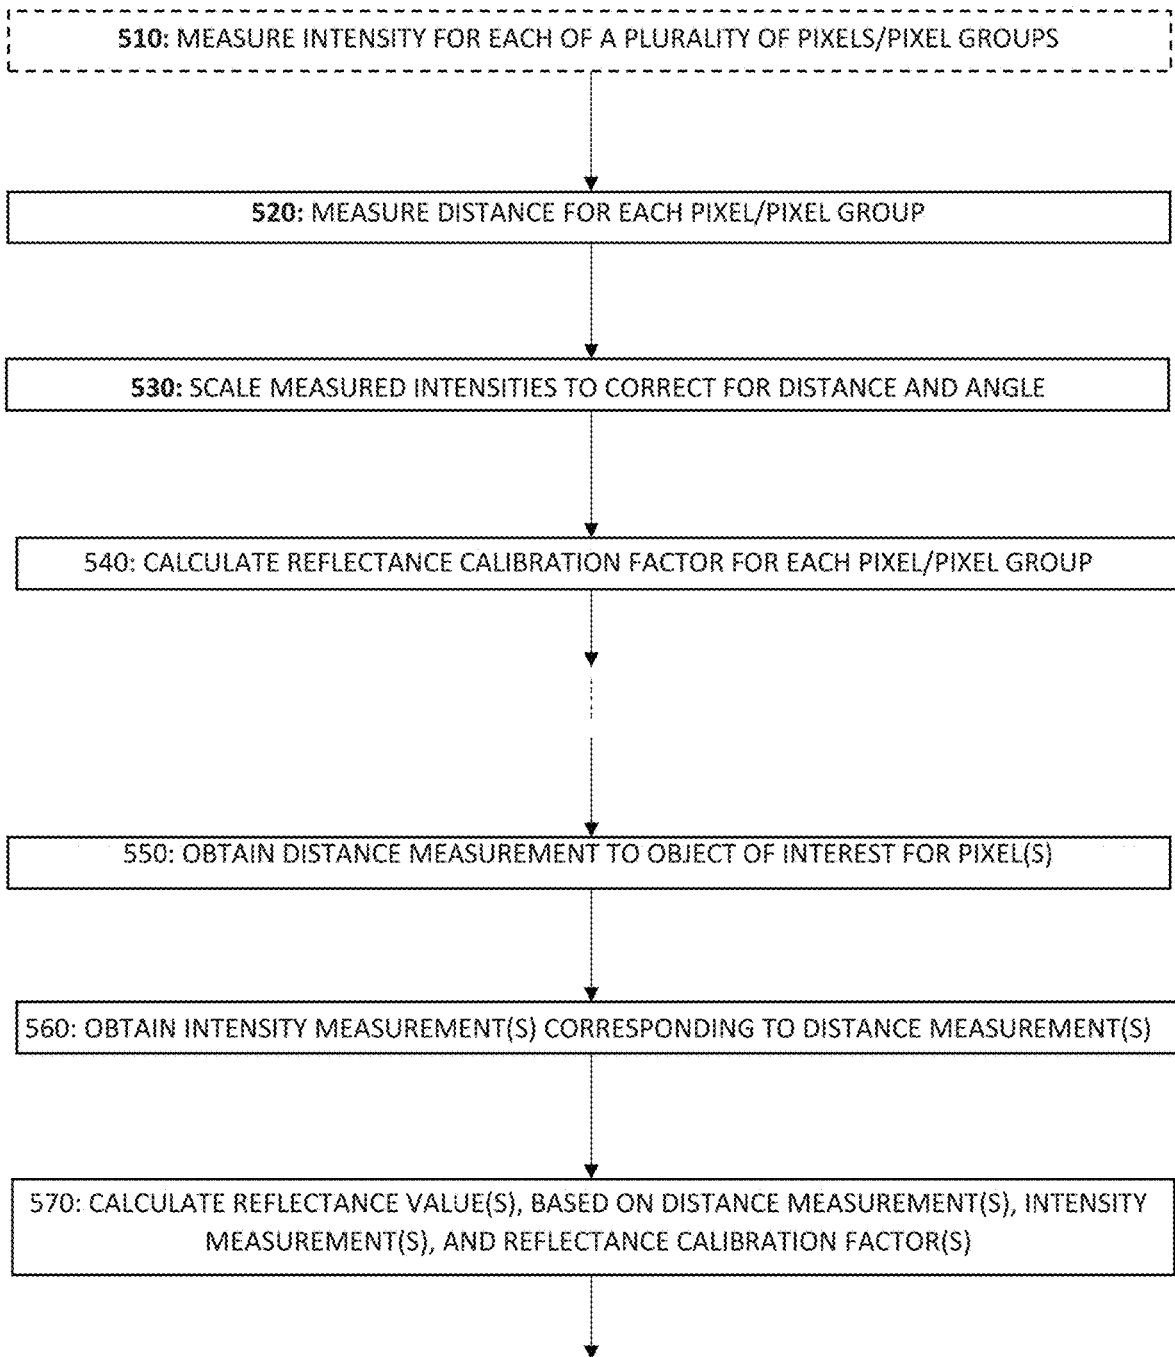 510: MEASURE INTENSITY FOR EACH OF A PLURALITY OF PIXELS/PIXEL GROUPS
520: MEASURE DISTANCE FOR EACH PIXEL/PIXEL GROUP
530: SCALE MEASURED INTENSITIES TO CORRECT FOR DISTANCE AND ANGLE
540: CALCULATE REFLECTANCE CALIBRATION FACTOR FOR EACH PIXEL/PIXEL GROUP
550: OBTAIN DISTANCE MEASUREMENT TO OBJECT OF INTEREST FOR PIXEL(S)
560: OBTAIN INTENSITY MEASUREMENT(S) CORRESPONDING TO DISTANCE MEASUREMENT(S)
570: CALCULATE REFLECTANCE VALUE(S), BASED ON DISTANCE MEASUREMENT(S), INTENSITY
MEASUREMENT(S), AND REFLECTANCE CALIBRATION FACTOR(S)